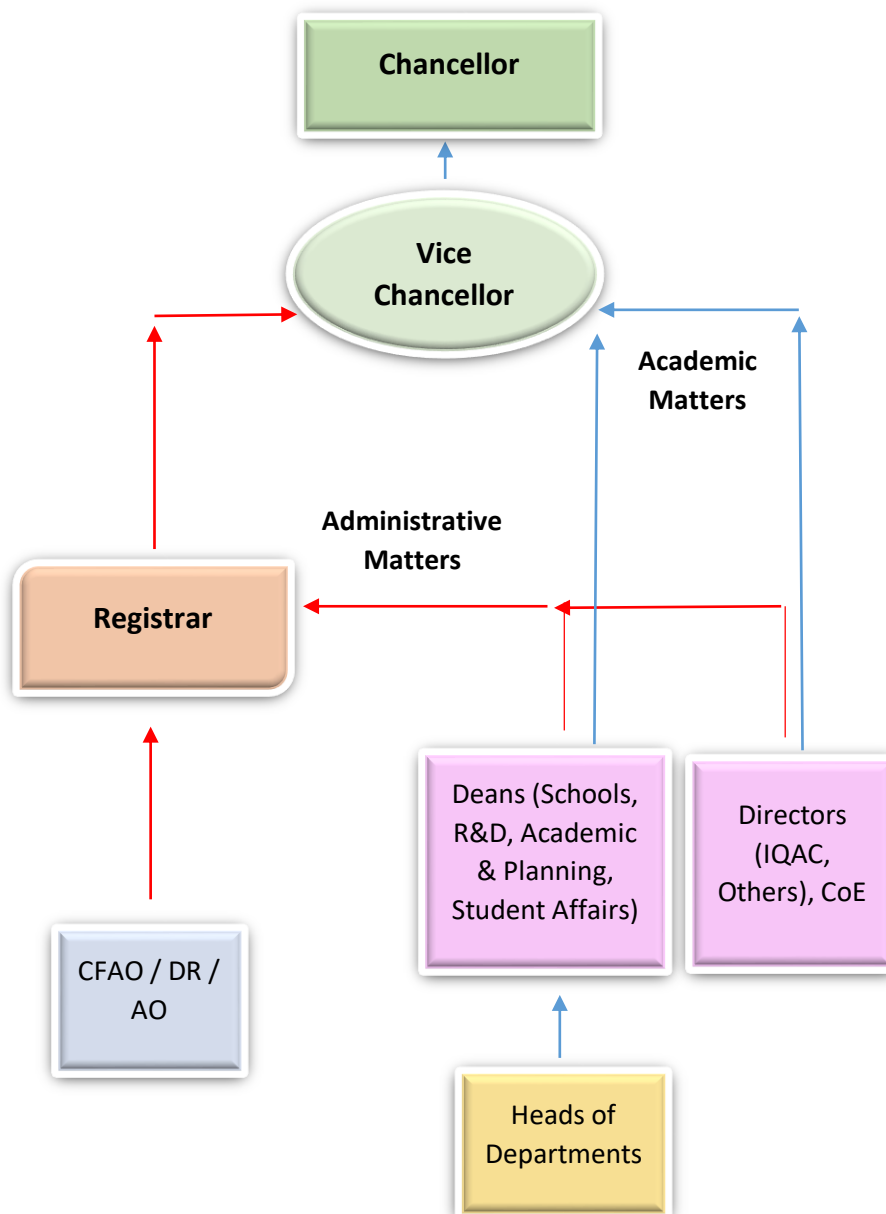 Chancellor
Vice
Chancellor
Academic
Matters
Administrative
Matters
Registrar
Deans (Schools,
R&D, Academic
& Planning,
Student Affairs)
Directors
(IQAC,
Others), CoE
CFAO / DR /
AO
Heads of
Departments